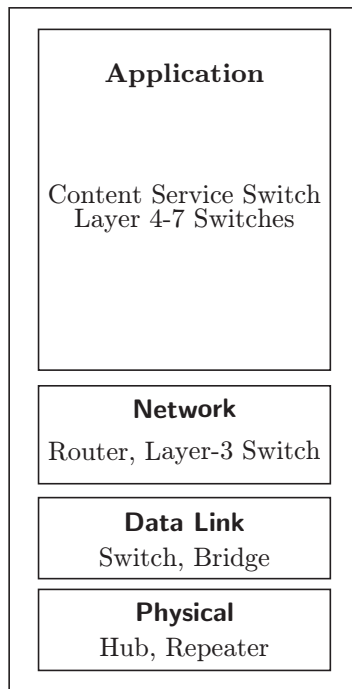 Application
Content Service Switch
Layer 4-7 Switches
Network
Router, Layer-3 Switch
Data Link
Switch, Bridge
Physical
Hub, Repeater